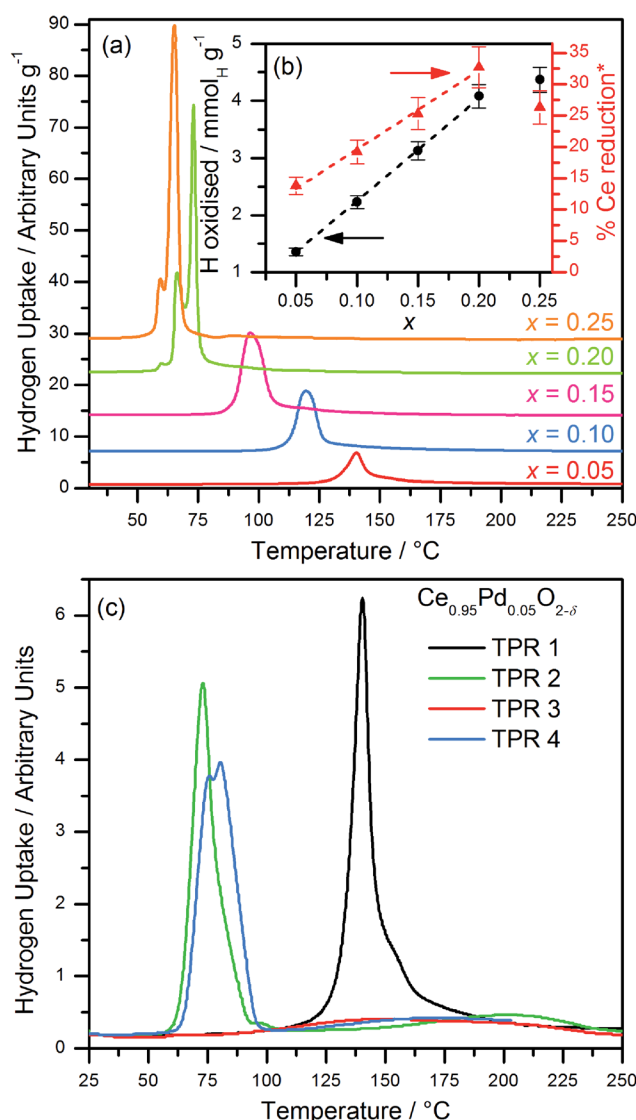 (a)
Hydrogen Uptake / Arbitrary Units g⁻¹
90
80
70
60
50
40
30
20
10
0
(b)
H oxidised / mmol_H g⁻¹
5
4
3
2
1
% Ce reduction*
35
30
25
20
15
10
5
0
0.05 0.10 0.15 0.20 0.25
x
x = 0.25
x = 0.20
x = 0.15
x = 0.10
x = 0.05
50 75 100 125 150 175 200 225 250
Temperature / °C
(c)
Ce₀.₉₅Pd₀.₀₅O₂₋δ
TPR 1
TPR 2
TPR 3
TPR 4
Hydrogen Uptake / Arbitrary Units
6
5
4
3
2
1
0
25 50 75 100 125 150 175 200 225 250
Temperature / °C